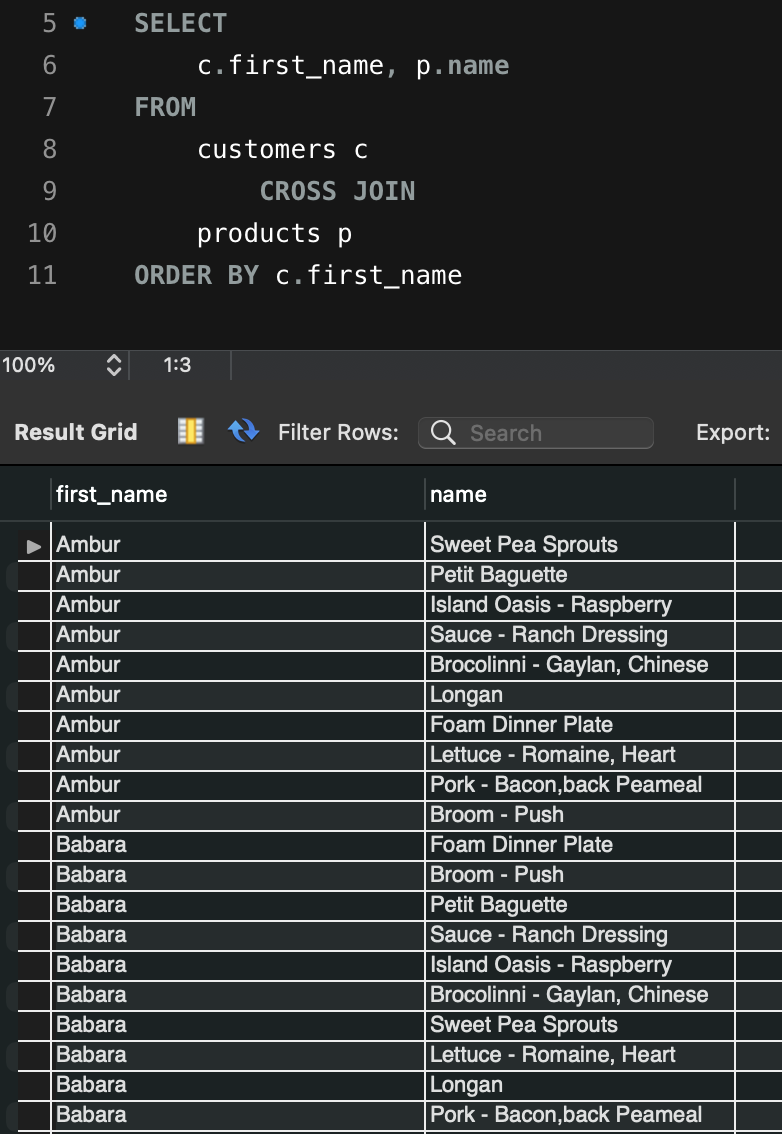 5 SELECT
6 c.first_name, p.name
7 FROM
8 customers c
9 CROSS JOIN
10 products p
11 ORDER BY c.first_name
100% 1:3
Result Grid Filter Rows: Search Export:
first_name name
Ambur Sweet Pea Sprouts
Ambur Petit Baguette
Ambur Island Oasis - Raspberry
Ambur Sauce - Ranch Dressing
Ambur Brocolinni - Gaylan, Chinese
Ambur Longan
Ambur Foam Dinner Plate
Ambur Lettuce - Romaine, Heart
Ambur Pork - Bacon,back Peameal
Ambur Broom - Push
Babara Foam Dinner Plate
Babara Broom - Push
Babara Petit Baguette
Babara Sauce - Ranch Dressing
Babara Island Oasis - Raspberry
Babara Brocolinni - Gaylan, Chinese
Babara Sweet Pea Sprouts
Babara Lettuce - Romaine, Heart
Babara Longan
Babara Pork - Bacon,back Peameal